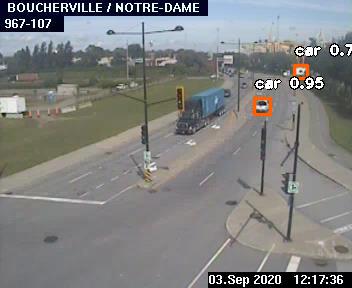 BOUCHERVILLE / NOTRE-DAME
967-107
car 0.7
car 0.95
03.Sep 2020 12:17:36